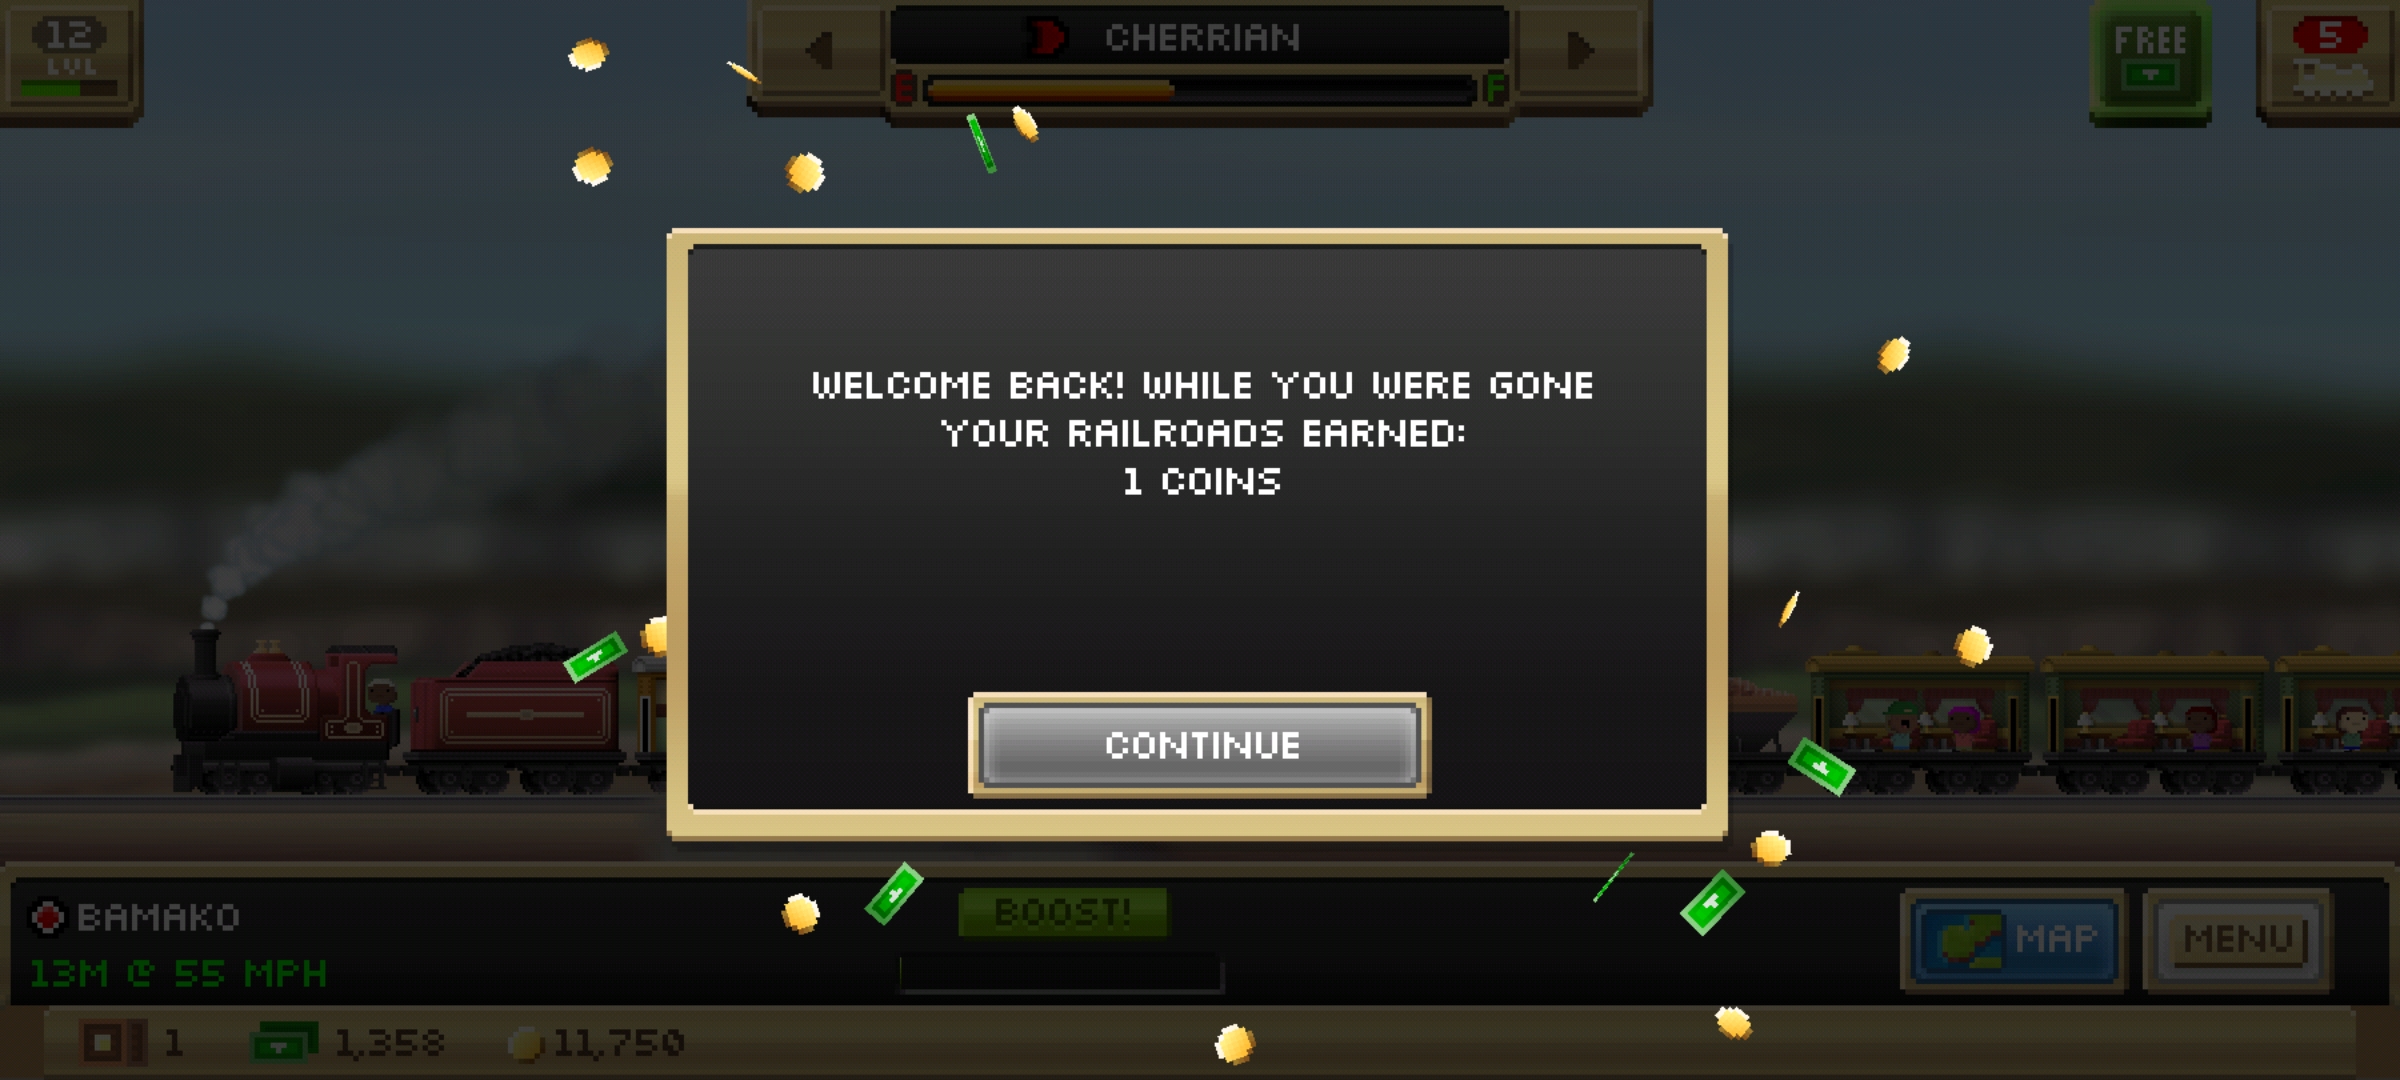 12
LVL
CHERRIAN
E F
FREE
5
WELCOME BACK! WHILE YOU WERE GONE
YOUR RAILROADS EARNED:
1 COINS
CONTINUE
BAMAKO
13M @ 55 MPH
BOOST!
MAP
MENU
1 1,358 11,750